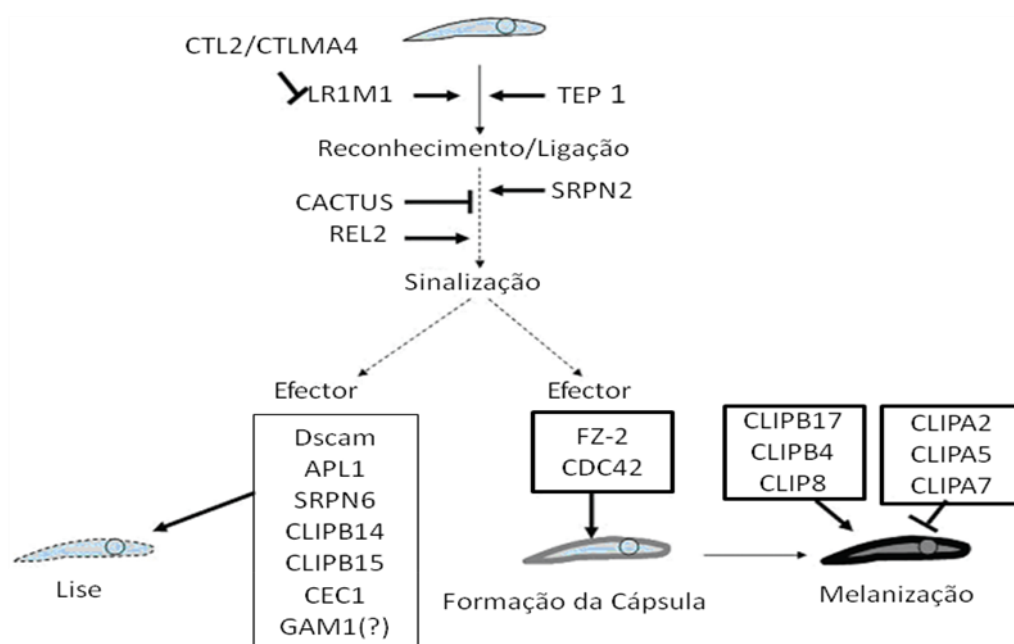 CTL2/CTLMA4
LR1M1
TEP 1
Reconhecimento/Ligação
CACTUS
SRPN2
REL2
Sinalização
Efector
Efector
Dscam
APL1
SRPN6
CLIPB14
CLIPB15
CEC1
GAM1(?)
FZ-2
CDC42
CLIPB17
CLIPB4
CLIP8
CLIPA2
CLIPA5
CLIPA7
Lise
Formação da Cápsula
Melanização